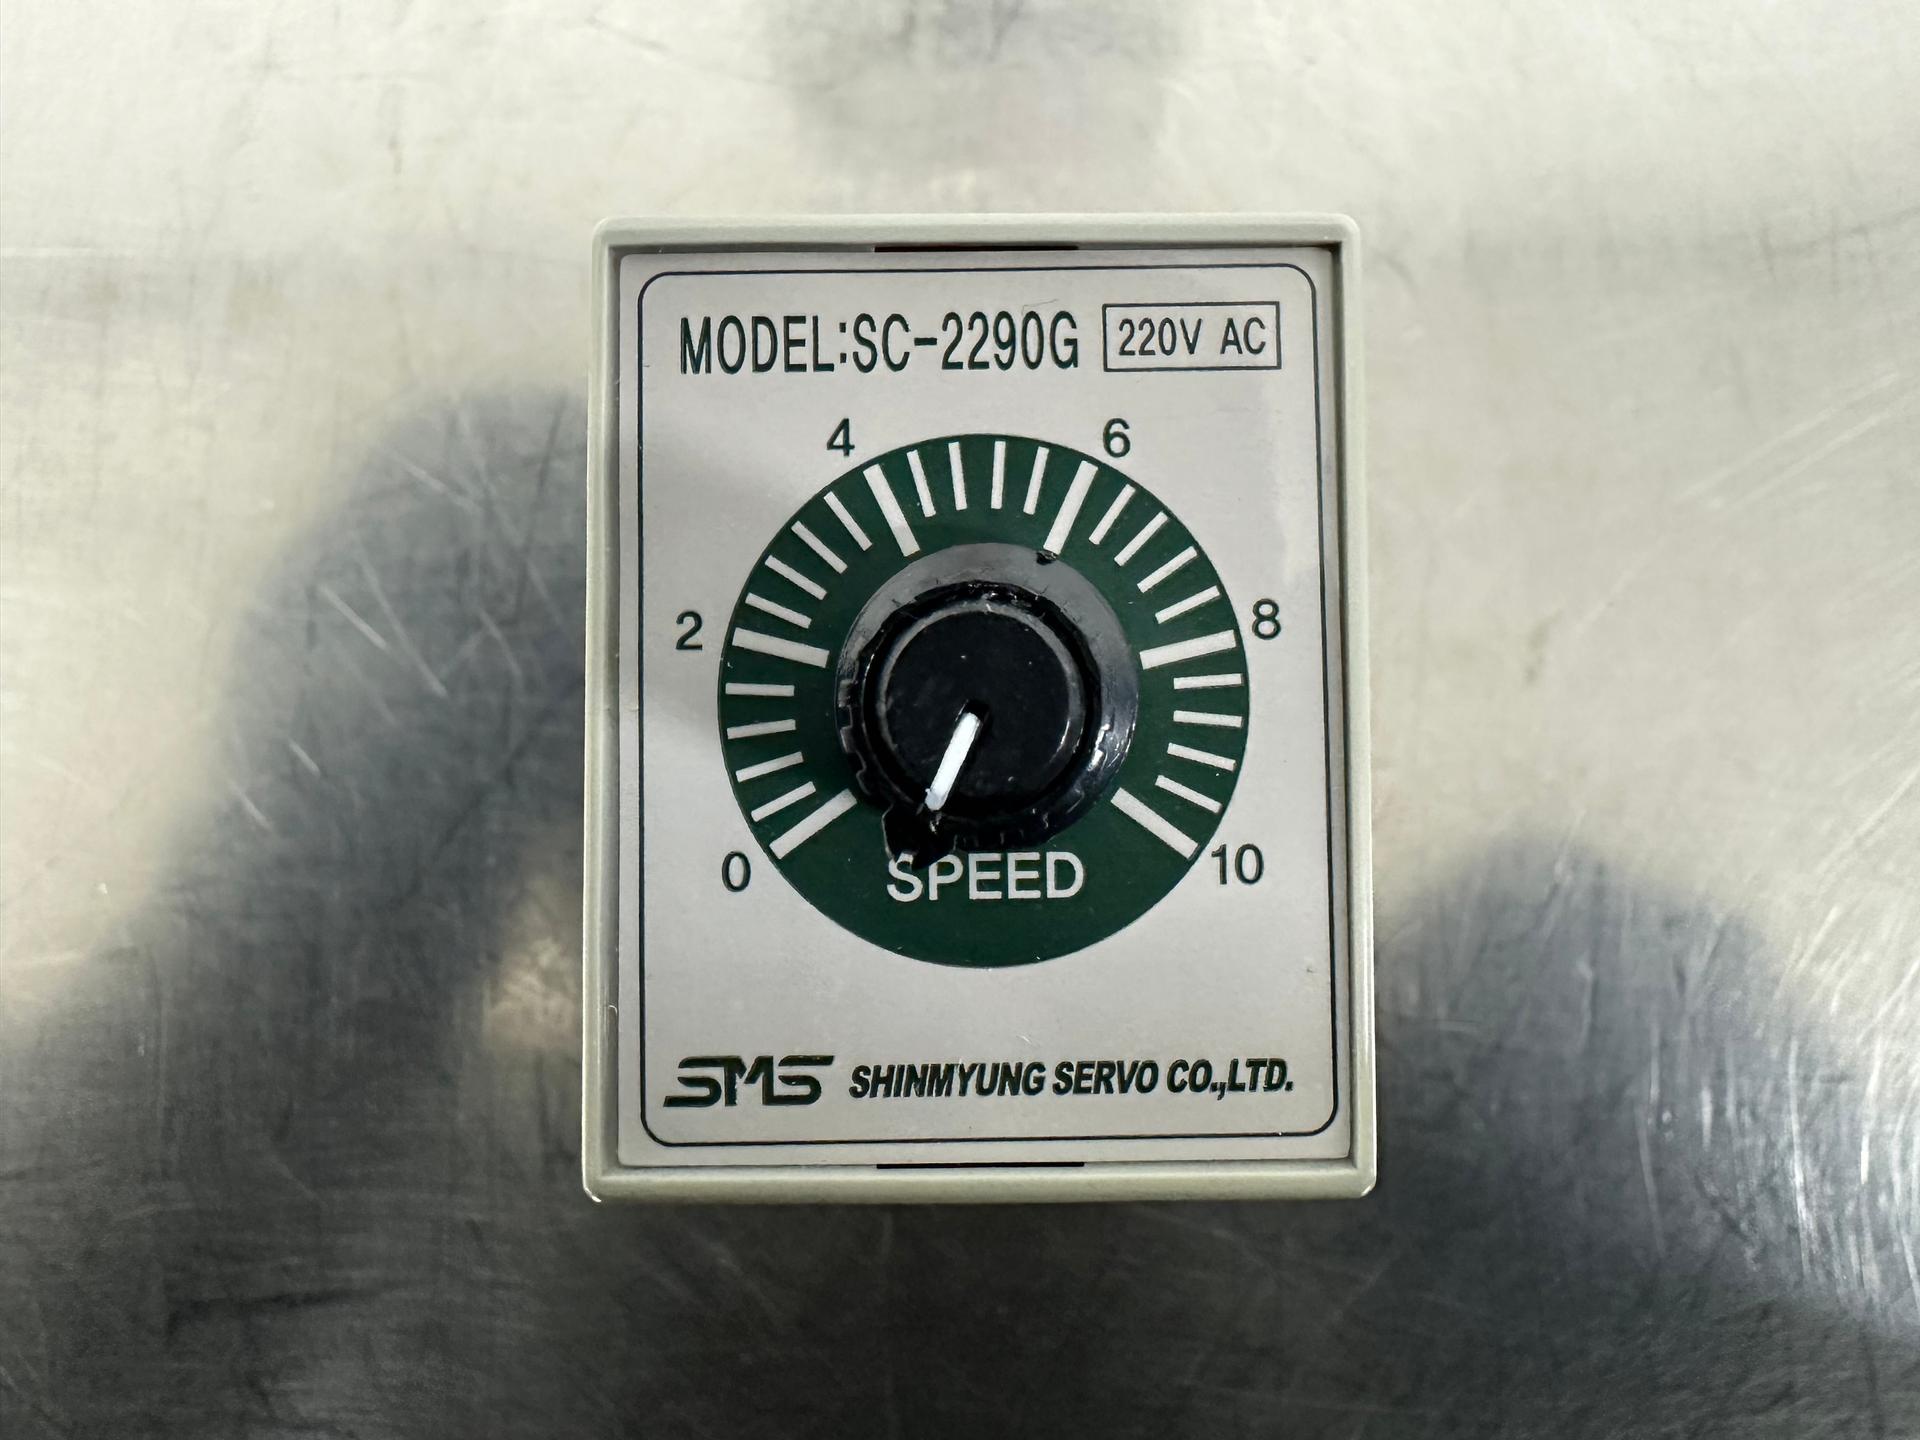 MODEL:SC-2290G 220V AC
4 6
2 8
0 10
SPEED
SMS SHINMYUNG SERVO CO.,LTD.